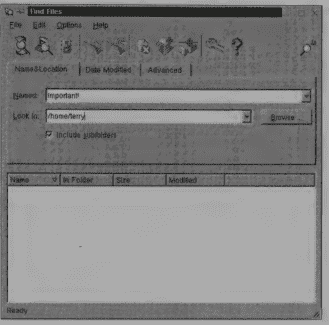 Find Files
File Edit Options Help
Name&Location Date Modified Advanced
Named: Important!
Look in: /home/terry
Browse...
Include subfolders
Name In Folder Size Modified
Ready